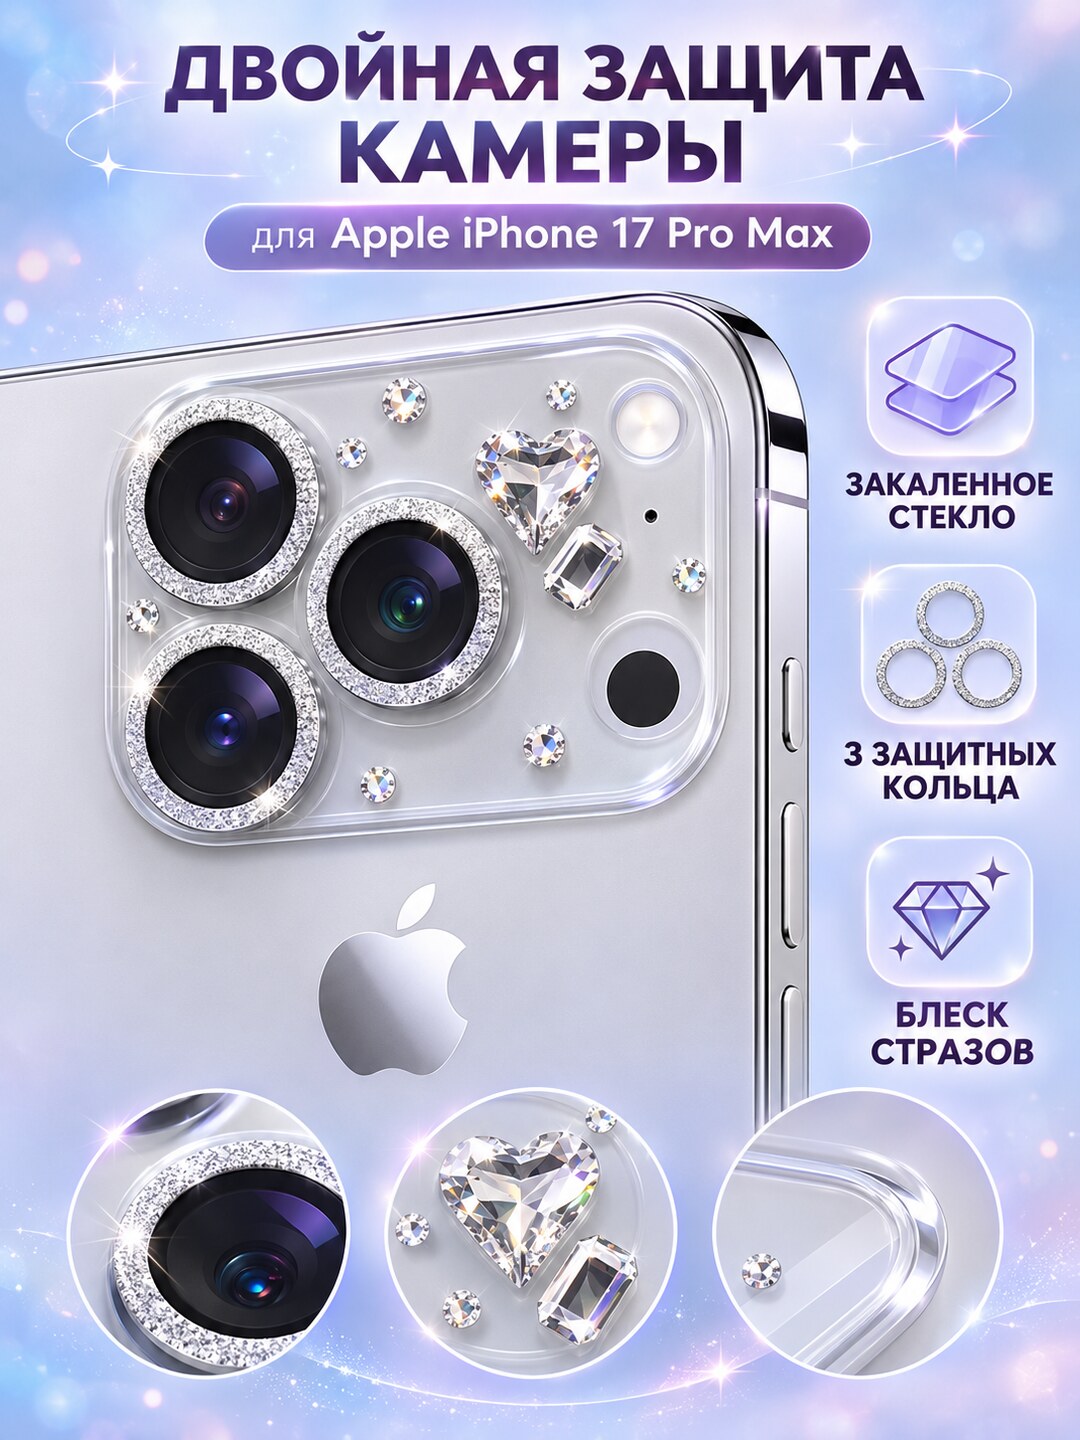 ДВОЙНАЯ ЗАЩИТА
КАМЕРЫ
для Apple iPhone 17 Pro Max
ЗАКАЛЕННОЕ
СТЕКЛО
3 ЗАЩИТНЫХ
КОЛЬЦА
БЛЕСК
СТРАЗОВ